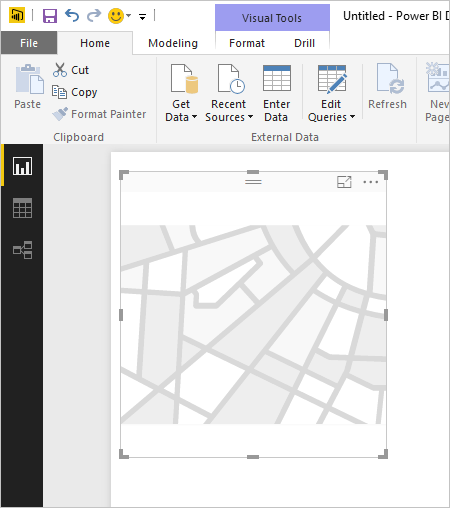 Visual Tools
Untitled - Power BI D
File
Home
Modeling
Format
Drill
Paste
Cut
Copy
Format Painter
Clipboard
Get
Data
Recent
Sources
Enter
Data
Edit
Queries
External Data
Refresh
New
Page